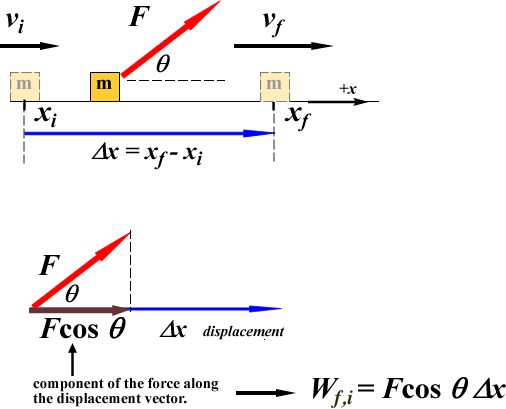 v_i F v_f
m θ m m
+x
x_i x_f
Δx = x_f - x_i
F
θ
Fcos θ Δx displacement
component of the force along
the displacement vector.
W_f,i = Fcos θ Δx